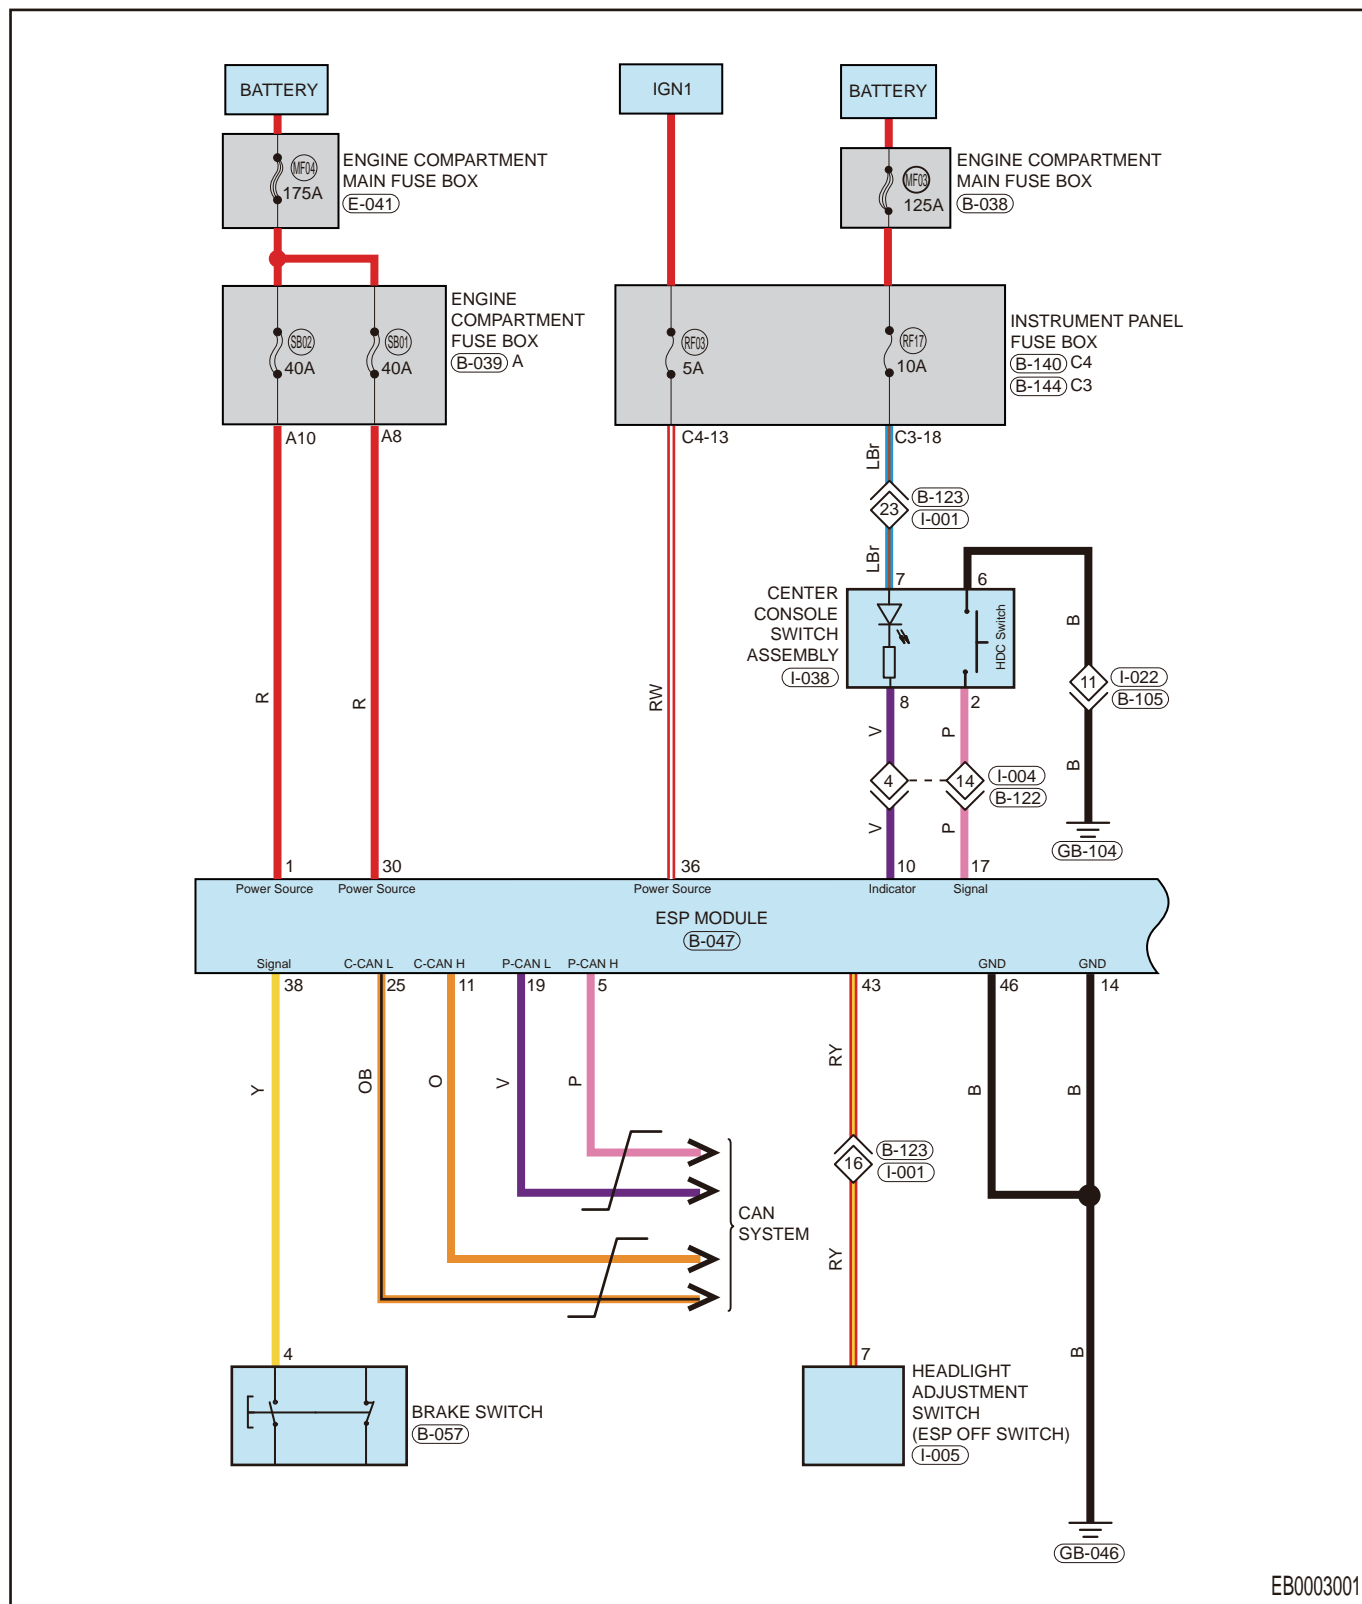 BATTERY
IGN1
BATTERY
MF04
175A
ENGINE COMPARTMENT
MAIN FUSE BOX
E-041
MF03
125A
ENGINE COMPARTMENT
MAIN FUSE BOX
B-038
SB02
40A
SB01
40A
ENGINE
COMPARTMENT
FUSE BOX
B-039 A
RF03
5A
RF17
10A
INSTRUMENT PANEL
FUSE BOX
B-140 C4
B-144 C3
A10
A8
C4-13
C3-18
LBr
23
B-123
I-001
LBr
7
6
CENTER
CONSOLE
SWITCH
ASSEMBLY
I-038
HDC Switch
B
11
I-022
B-105
R
R
RW
8
2
V
P
B
4
14
I-004
B-122
V
P
GB-104
1
30
36
10
17
Power Source
Power Source
Power Source
Indicator
Signal
ESP MODULE
B-047
Signal
C-CAN L
C-CAN H
P-CAN L
P-CAN H
GND
GND
38
25
11
19
5
43
46
14
Y
OB
O
V
P
RY
B
B
16
B-123
I-001
CAN
SYSTEM
RY
B
4
7
BRAKE SWITCH
B-057
HEADLIGHT
ADJUSTMENT
SWITCH
(ESP OFF SWITCH)
I-005
GB-046
EB0003001